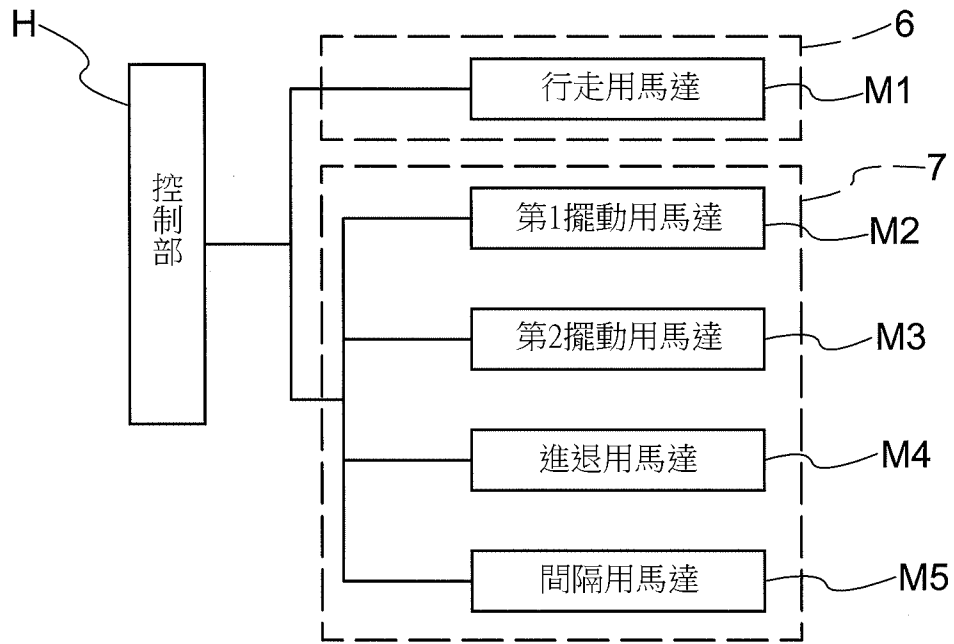 H
6
行走用馬達
M1
控制部
7
第1擺動用馬達
M2
第2擺動用馬達
M3
進退用馬達
M4
間隔用馬達
M5